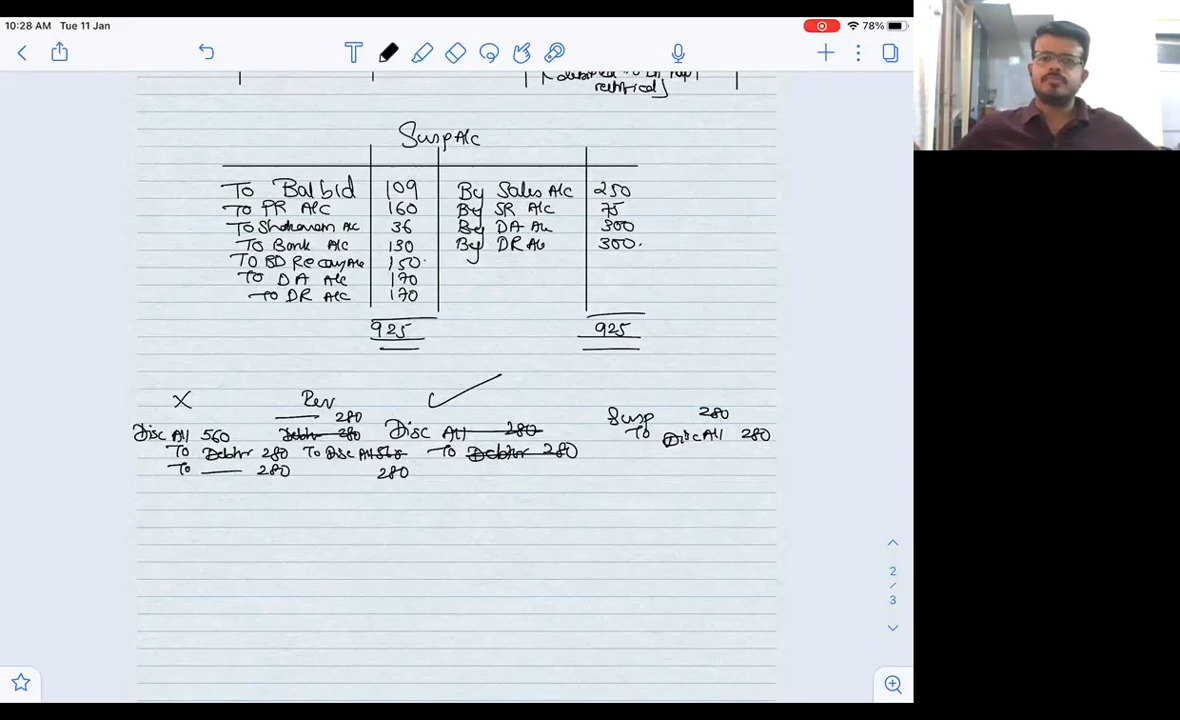 10:28 AM Tue 11 Jan 78%
T
rectified]
Susp A/c
To Bal b/d 109 By Sales A/c 250
To PR A/c 160 By SR A/c 75
To A/c 36 By DA A/c 300
To Bank A/c 130 By DR A/c 300.
To BD Recovery A/c 150.
To DA A/c 170
To DR A/c 170
925 925
X Rev ✓
280 Susp 280
Disc All 560 Debtor 280 Disc All 280 To Disc All 280
To Debtor 280 To Disc All 560 To Debtor 280
To 280 280
2
/
3